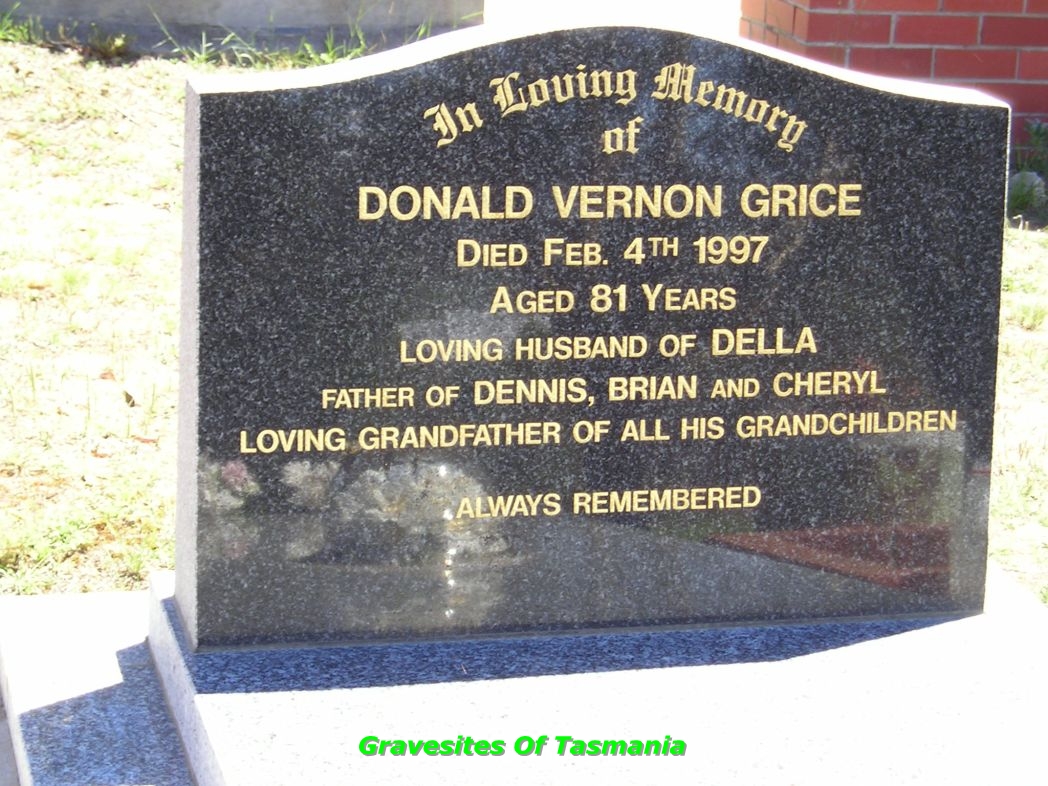 In Loving Memory
of
DONALD VERNON GRICE
DIED FEB. 4TH 1997
AGED 81 YEARS
LOVING HUSBAND OF DELLA
FATHER OF DENNIS, BRIAN AND CHERYL
LOVING GRANDFATHER OF ALL HIS GRANDCHILDREN
ALWAYS REMEMBERED
Gravesites Of Tasmania